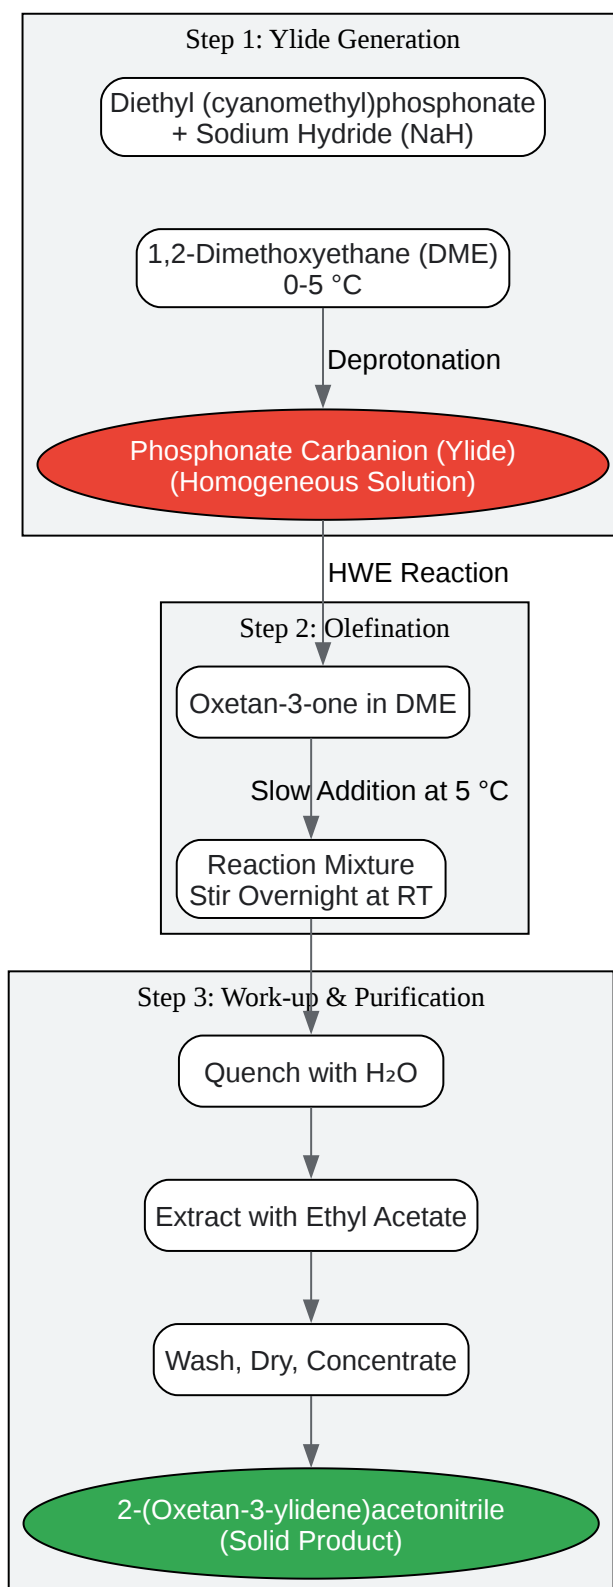 Step 1: Ylide Generation
Diethyl (cyanomethyl)phosphonate
+ Sodium Hydride (NaH)
1,2-Dimethoxyethane (DME)
0-5 °C
Deprotonation
Phosphonate Carbanion (Ylide)
(Homogeneous Solution)
HWE Reaction
Step 2: Olefination
Oxetan-3-one in DME
Slow Addition at 5 °C
Reaction Mixture
Stir Overnight at RT
Step 3: Work-up & Purification
Quench with H₂O
Extract with Ethyl Acetate
Wash, Dry, Concentrate
2-(Oxetan-3-ylidene)acetonitrile
(Solid Product)